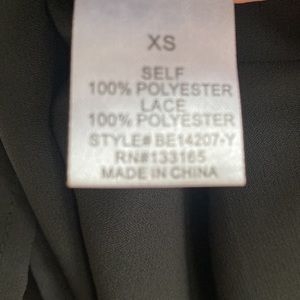 XS
SELF
100% POLYESTER
LACE
100% POLYESTER
STYLE# BE14207-Y
RN#133165
MADE IN CHINA